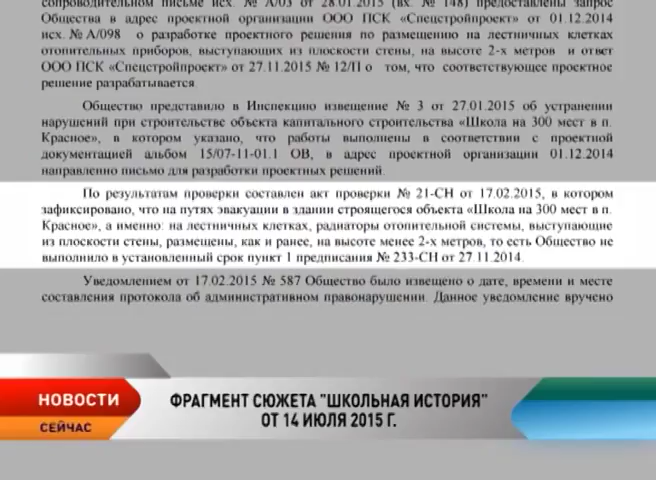 сопроводительном письме исх. № А/03 от 28.01.2015 (вх. № 148) предоставлены запрос
Общества в адрес проектной организации ООО ПСК «Спецстройпроект» от 01.12.2014
исх. № А/098 о разработке проектного решения по размещению на лестничных клетках
отопительных приборов, выступающих из плоскости стены, на высоте 2-х метров и ответ
ООО ПСК «Спецстройпроект» от 27.11.2015 № 12/П о том, что соответствующее проектное
решение разрабатывается.
Общество представило в Инспекцию извещение № 3 от 27.01.2015 об устранении
нарушений при строительстве объекта капитального строительства «Школа на 300 мест в п.
Красное», в котором указано, что работы выполнены в соответствии с проектной
документацией альбом 15/07-11-01.1 ОВ, в адрес проектной организации 01.12.2014
направлено письмо для разработки проектных решений.
По результатам проверки составлен акт проверки № 21-СН от 17.02.2015, в котором
зафиксировано, что на путях эвакуации в здании строящегося объекта «Школа на 300 мест в п.
Красное», а именно: на лестничных клетках, радиаторы отопительной системы, выступающие
из плоскости стены, размещены, как и ранее, на высоте менее 2-х метров, то есть Общество не
выполнило в установленный срок пункт 1 предписания № 233-СН от 27.11.2014.
Уведомлением от 17.02.2015 № 587 Общество было извещено о дате, времени и месте
составления протокола об административном правонарушении. Данное уведомление вручено
НОВОСТИ
СЕЙЧАС
ФРАГМЕНТ СЮЖЕТА "ШКОЛЬНАЯ ИСТОРИЯ"
ОТ 14 ИЮЛЯ 2015 Г.